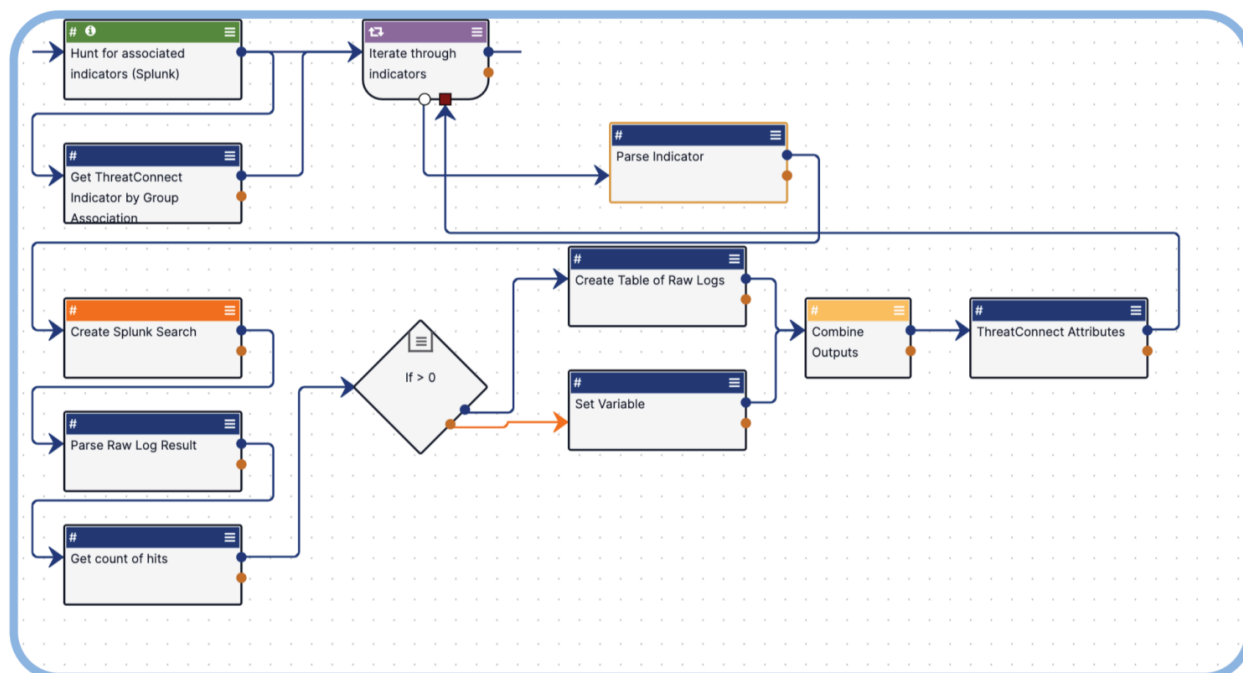 #
Hunt for associated
indicators (Splunk)
Iterate through
indicators
#
Parse Indicator
#
Get ThreatConnect
Indicator by Group
Association
#
Create Table of Raw Logs
#
Create Splunk Search
If > 0
#
Combine
Outputs
#
ThreatConnect Attributes
#
Set Variable
#
Parse Raw Log Result
#
Get count of hits